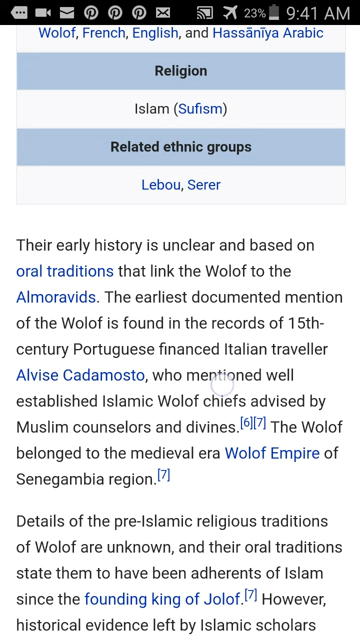 23% 9:41 AM
Wolof, French, English, and Hassānīya Arabic
Religion
Islam (Sufism)
Related ethnic groups
Lebou, Serer
Their early history is unclear and based on
oral traditions that link the Wolof to the
Almoravids. The earliest documented mention
of the Wolof is found in the records of 15th-
century Portuguese financed Italian traveller
Alvise Cadamosto, who mentioned well
established Islamic Wolof chiefs advised by
Muslim counselors and divines.[6][7] The Wolof
belonged to the medieval era Wolof Empire of
Senegambia region.[7]
Details of the pre-Islamic religious traditions
of Wolof are unknown, and their oral traditions
state them to have been adherents of Islam
since the founding king of Jolof.[7] However,
historical evidence left by Islamic scholars